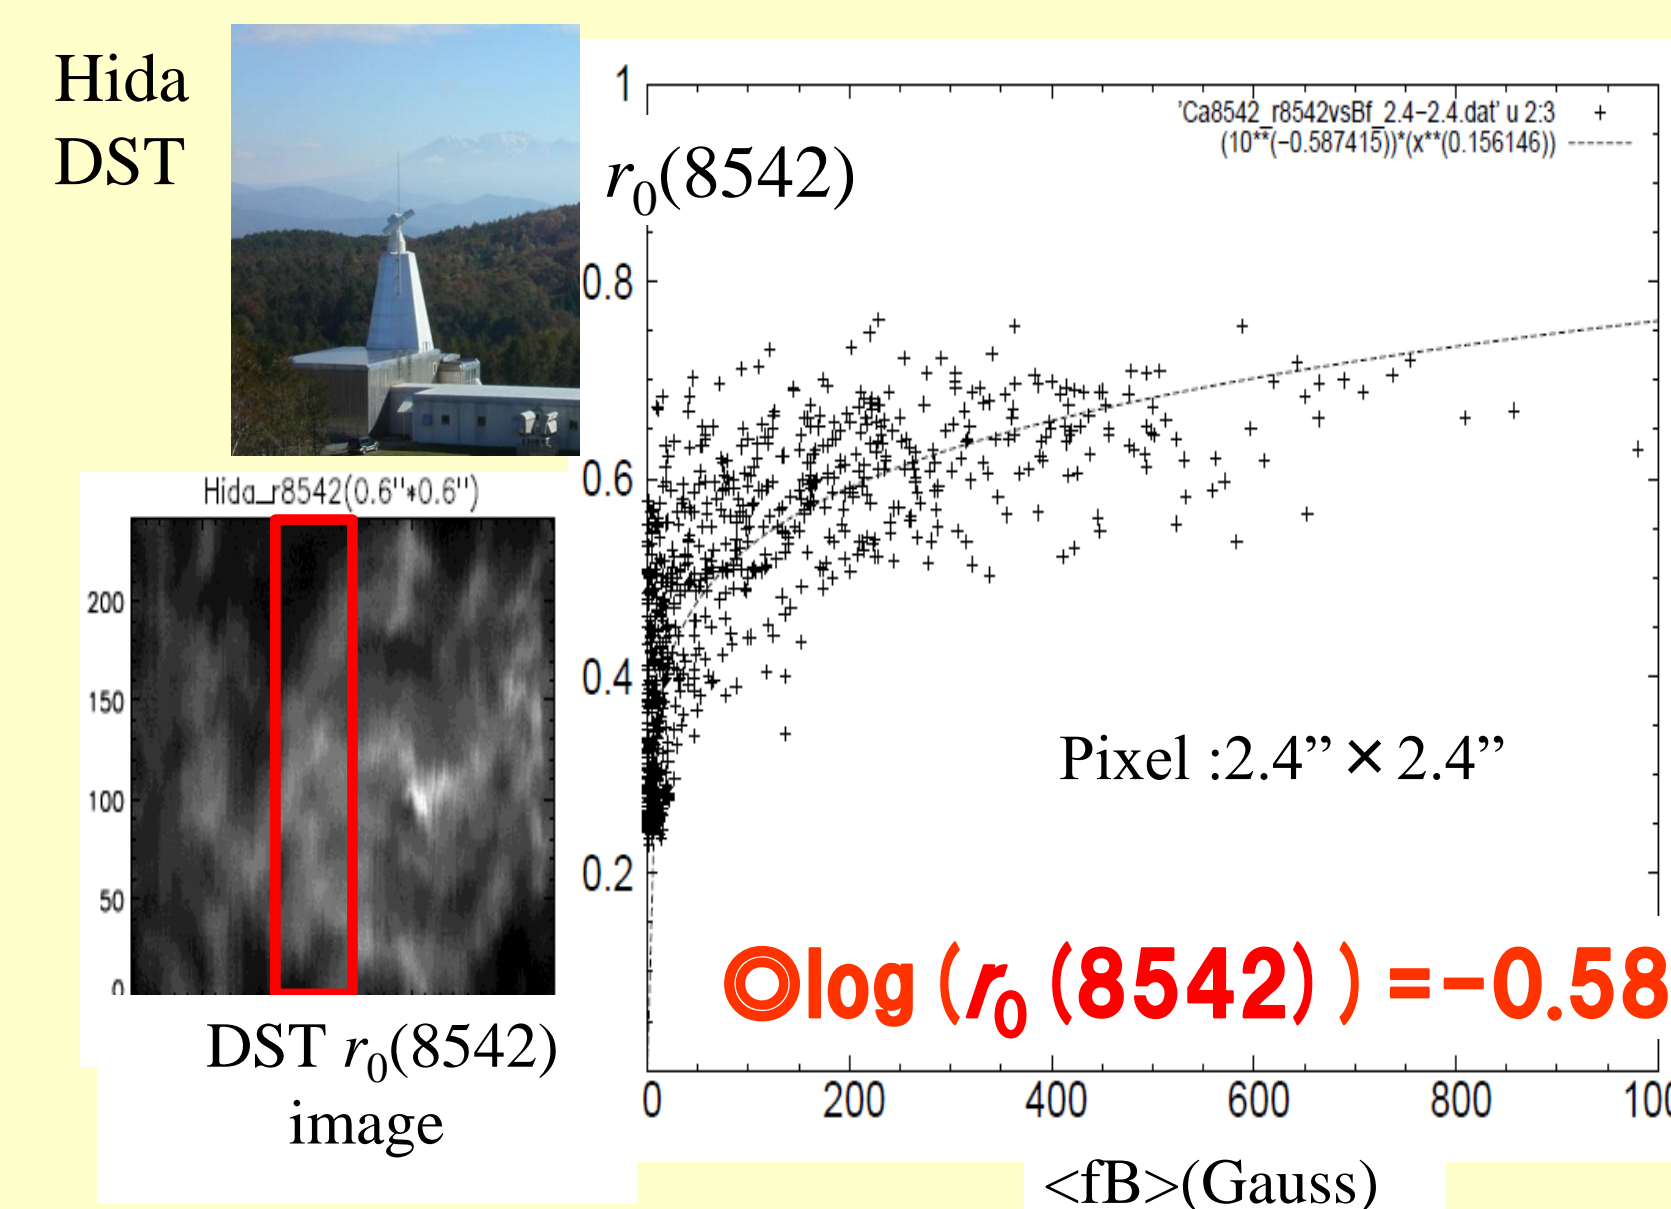 Hida
DST
1
'Ca8542_r8542vsBf_2.4-2.4.dat' u 2:3
(10**(-0.587415))*(x**(0.156146))
r0(8542)
0.8
0.6
0.4
0.2
Hida_r8542(0.6"*0.6")
200
150
100
50
0
Pixel :2.4” × 2.4”
◎log (r0 (8542) ) =-0.58
DST r0(8542)
image
0 200 400 600 800 100
<fB>(Gauss)